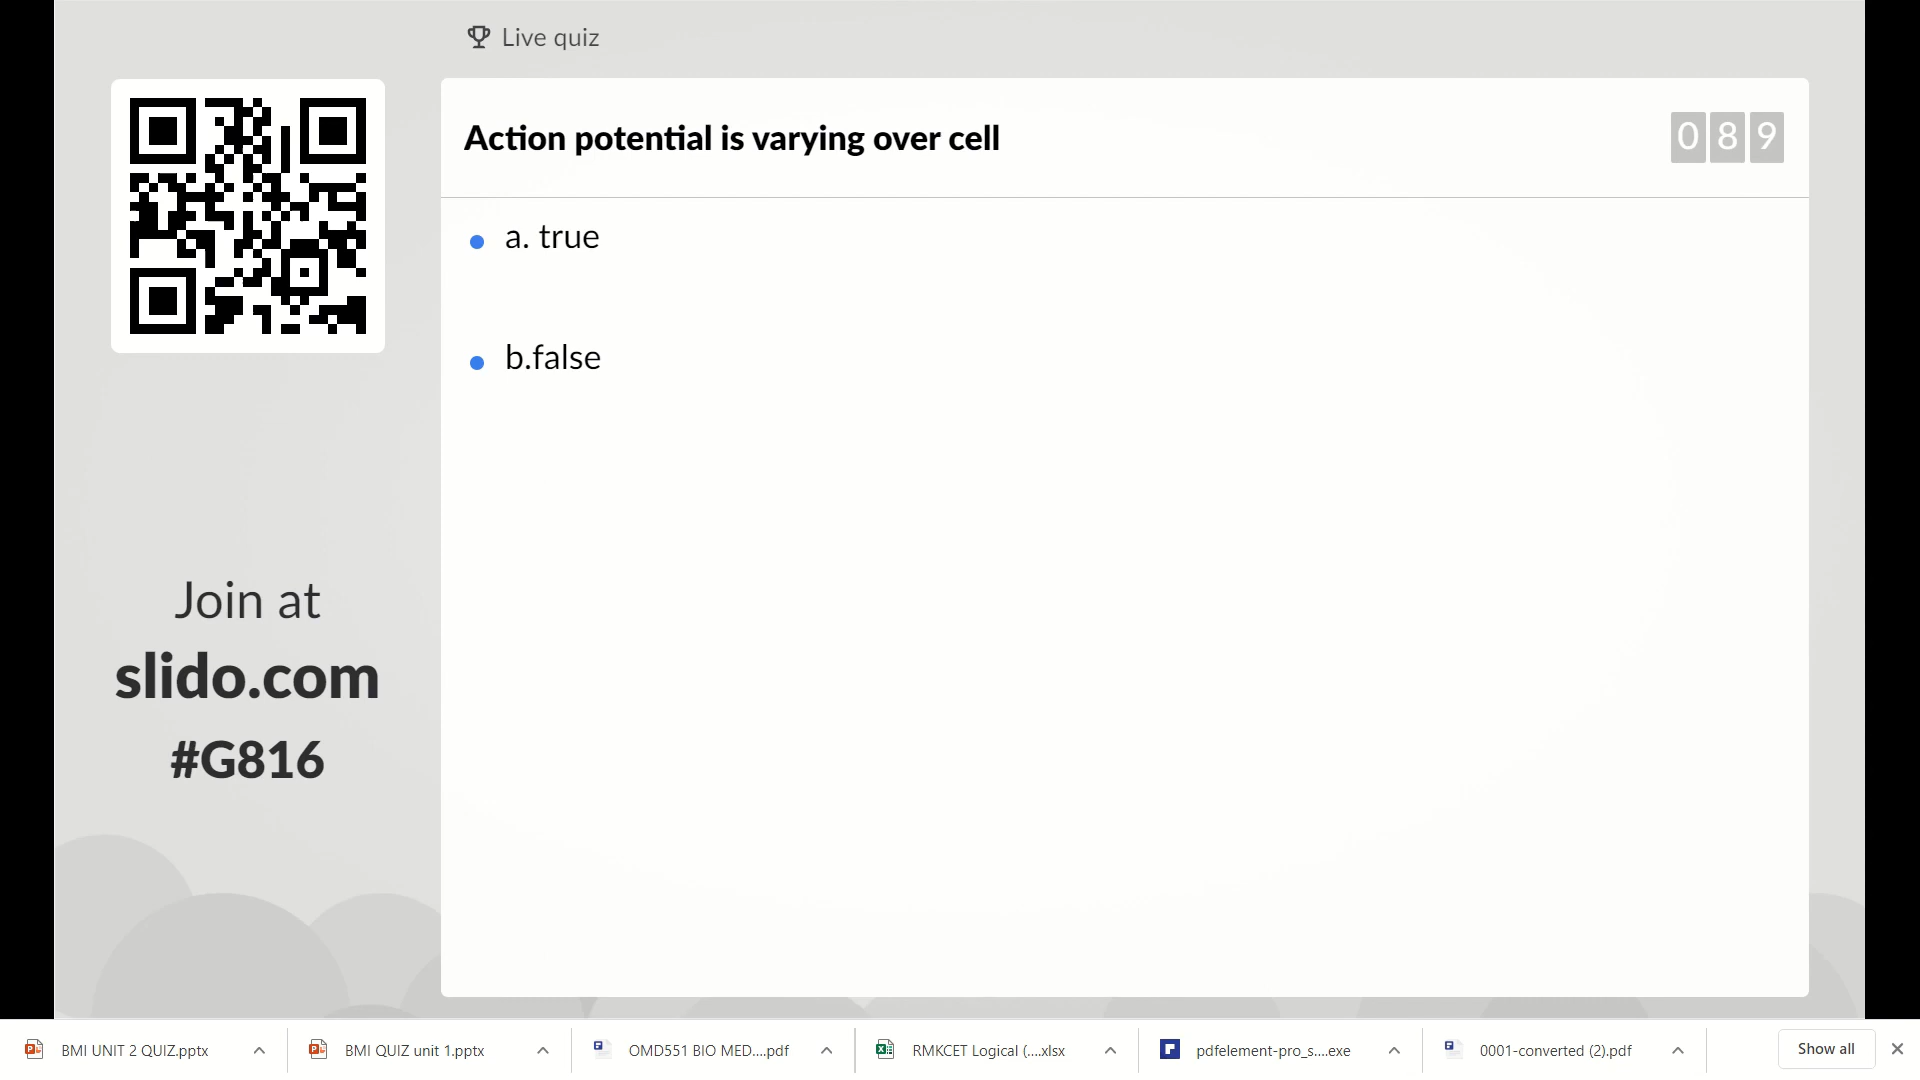 Live quiz
Action potential is varying over cell
089
a. true
b.false
Join at
slido.com
#G816
BMI UNIT 2 QUIZ.pptx
BMI QUIZ unit 1.pptx
OMD551 BIO MED....pdf
RMKCET Logical (....xlsx
pdfelement-pro_s....exe
0001-converted (2).pdf
Show all